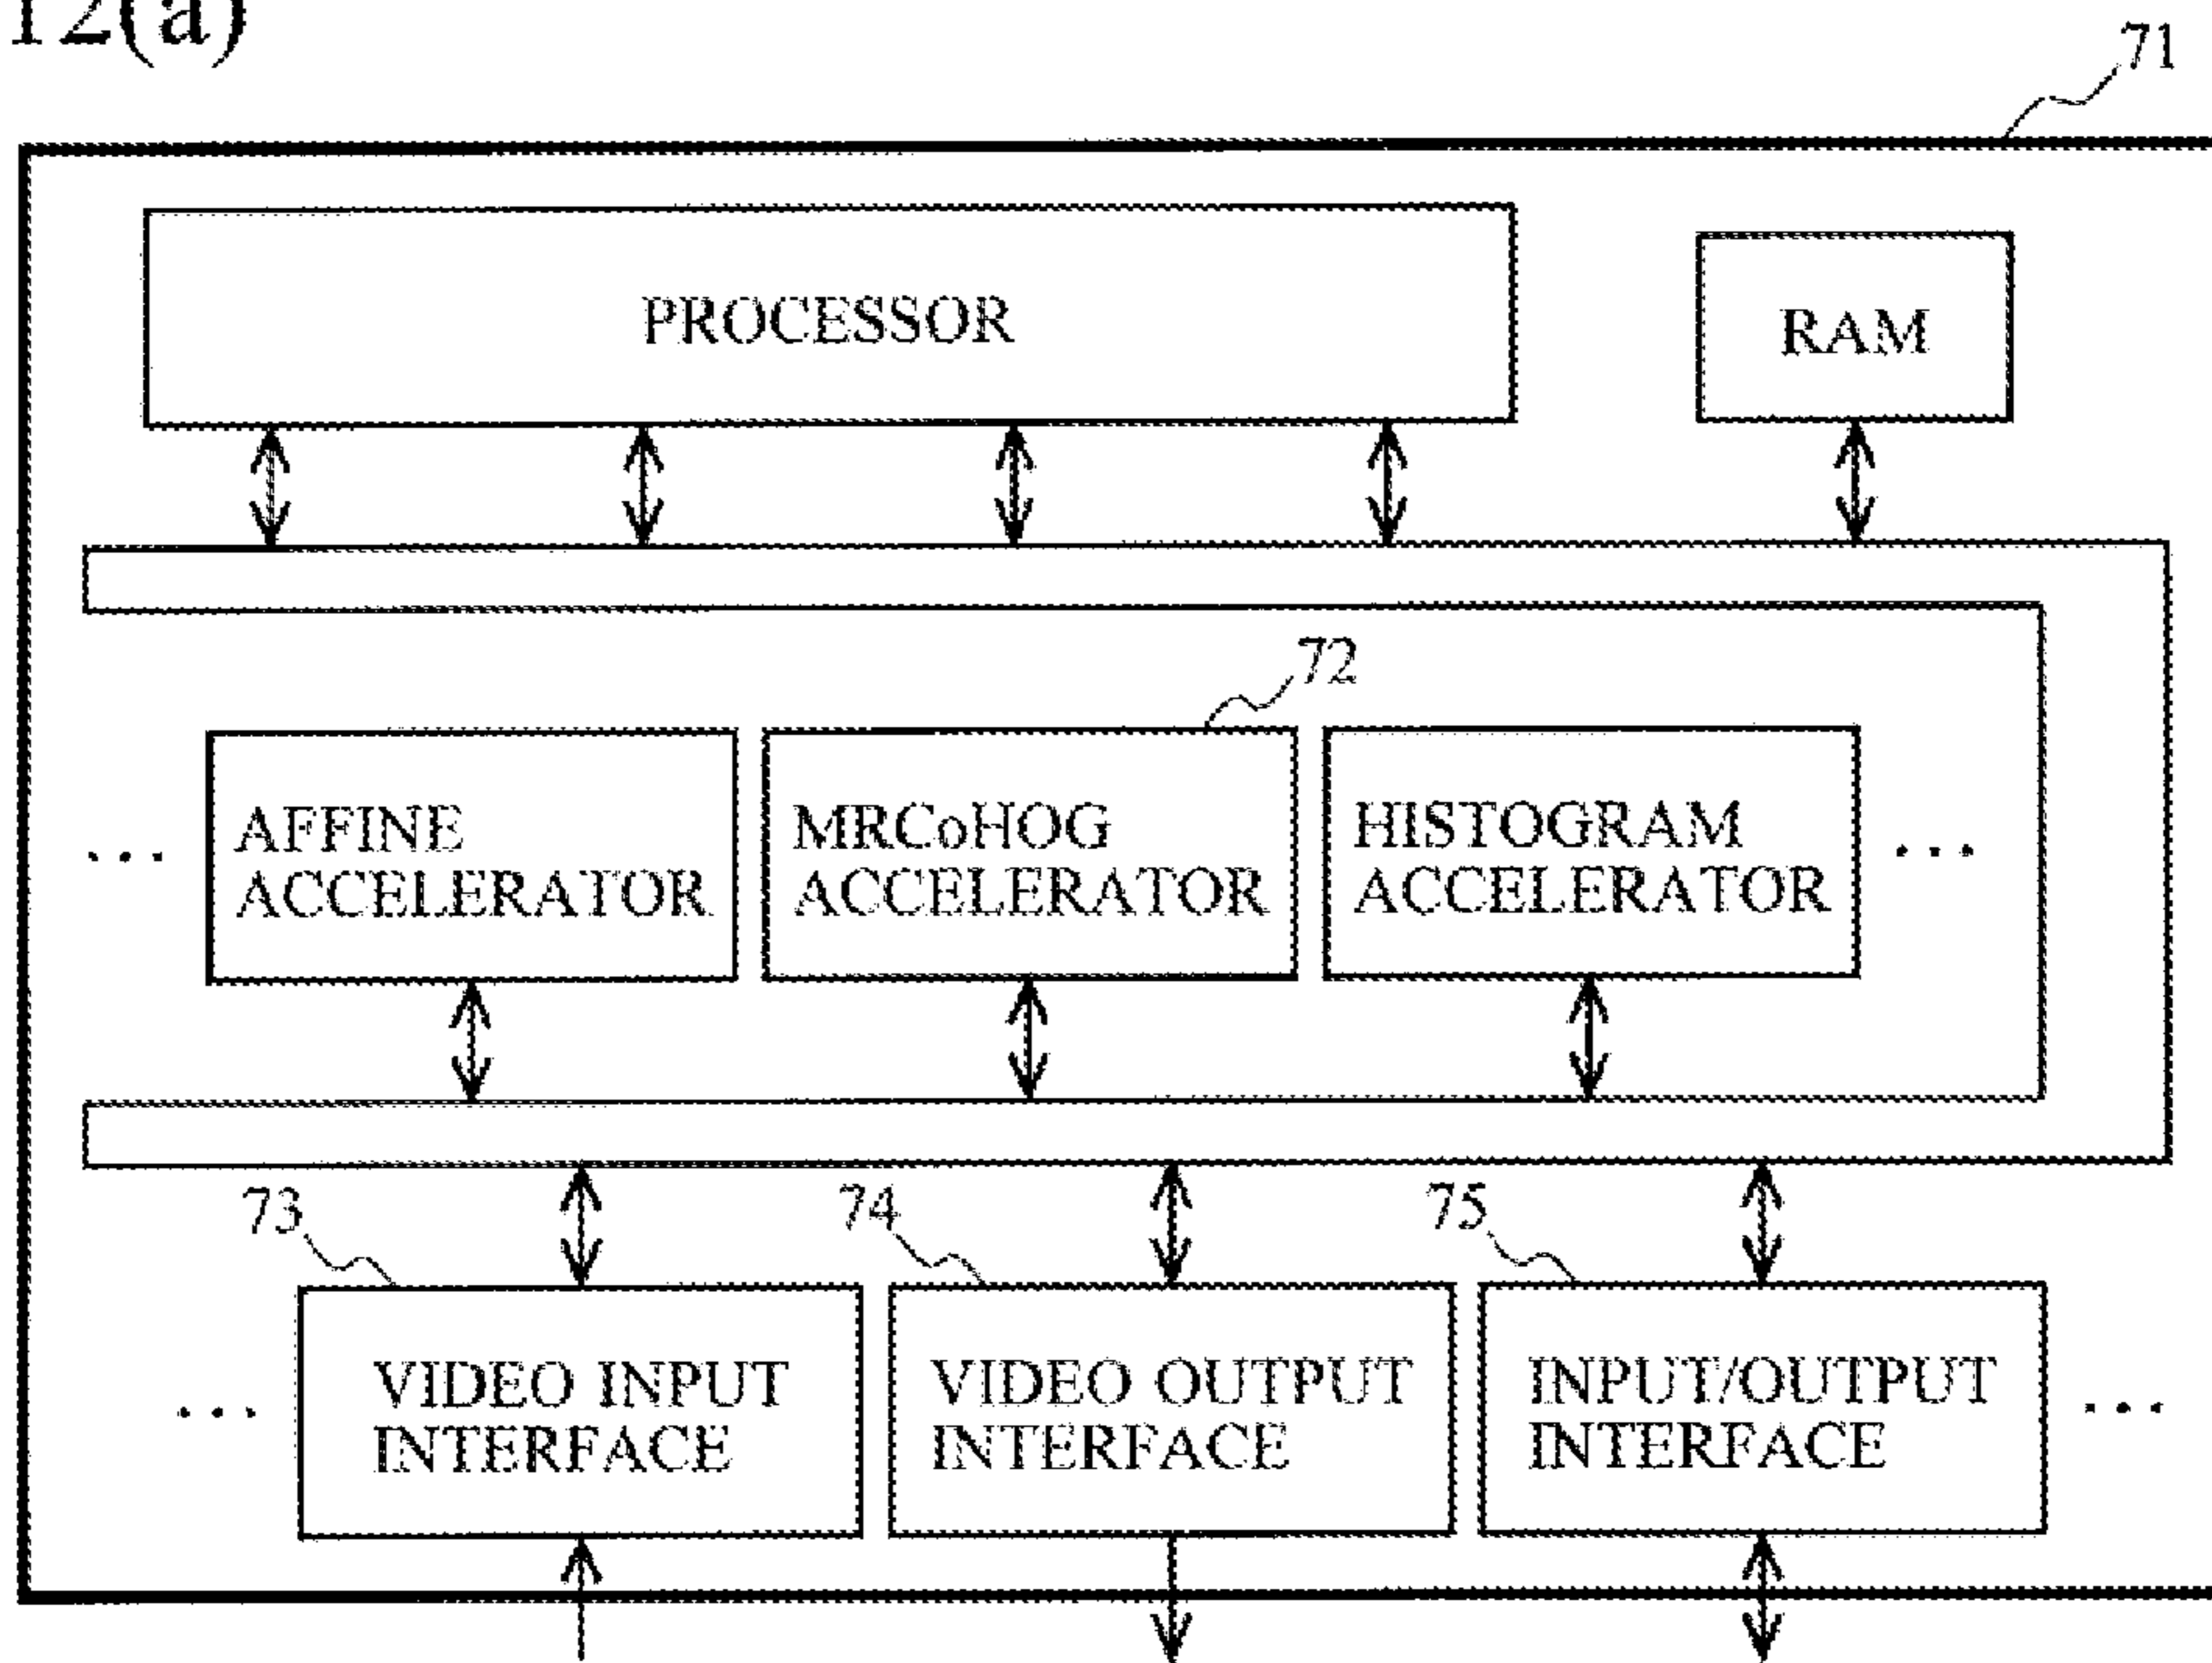 12(a)
71
PROCESSOR
RAM
72
... AFFINE
ACCELERATOR
MRCoHOG
ACCELERATOR
HISTOGRAM
ACCELERATOR ...
73
74
75
... VIDEO INPUT
INTERFACE
VIDEO OUTPUT
INTERFACE
INPUT/OUTPUT
INTERFACE ...